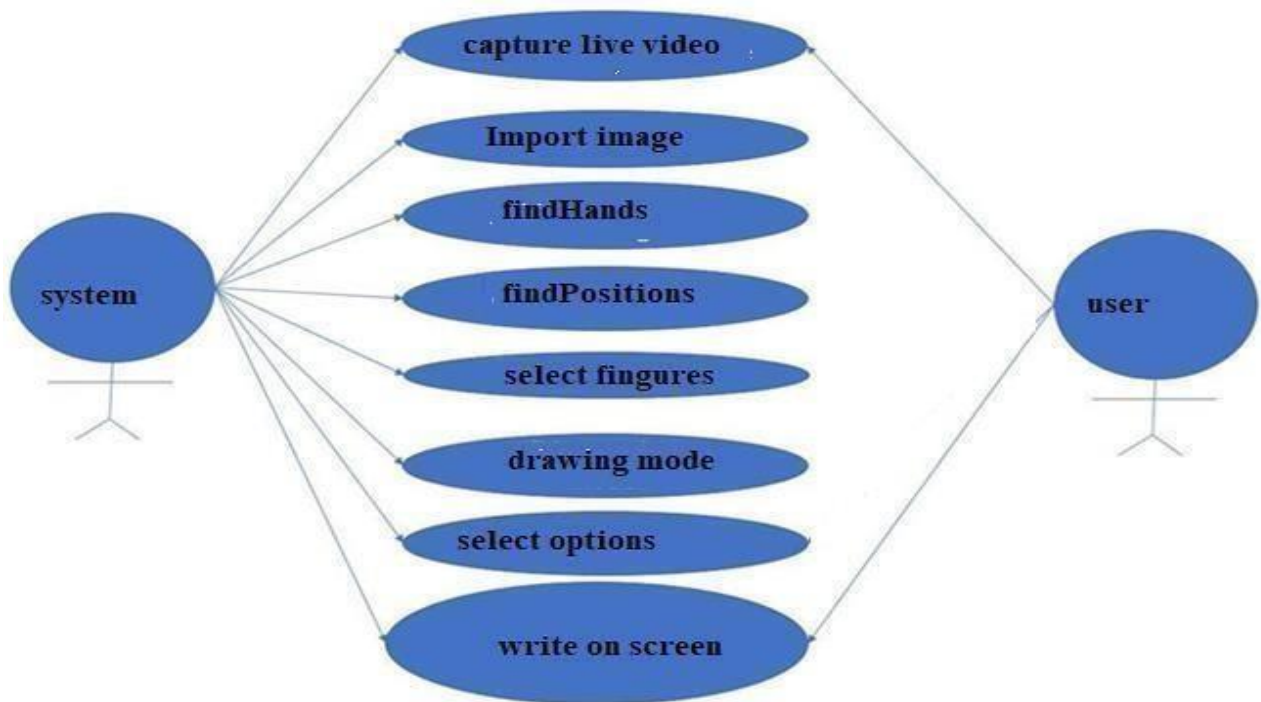 capture live video
Import image
findHands
findPositions
system
user
select fingures
drawing mode
select options
write on screen